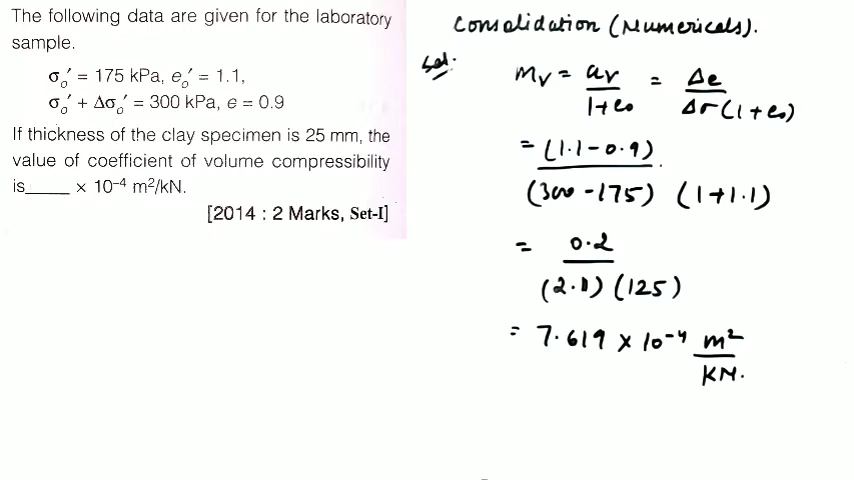 The following data are given for the laboratory
sample.
σₒ′ = 175 kPa, eₒ′ = 1.1,
σₒ′ + Δσₒ′ = 300 kPa, e = 0.9
If thickness of the clay specimen is 25 mm, the
value of coefficient of volume compressibility
is____ × 10⁻⁴ m²/kN.
[2014 : 2 Marks, Set-I]
Consolidation (Numericals).
Sol:
mv = av/1+e₀ = Δe/Δσ(1+e₀)
= (1.1-0.9)/(300-175) (1+1.1)
= 0.2/(2.1)(125)
= 7.619 × 10⁻⁴ m²/KN.